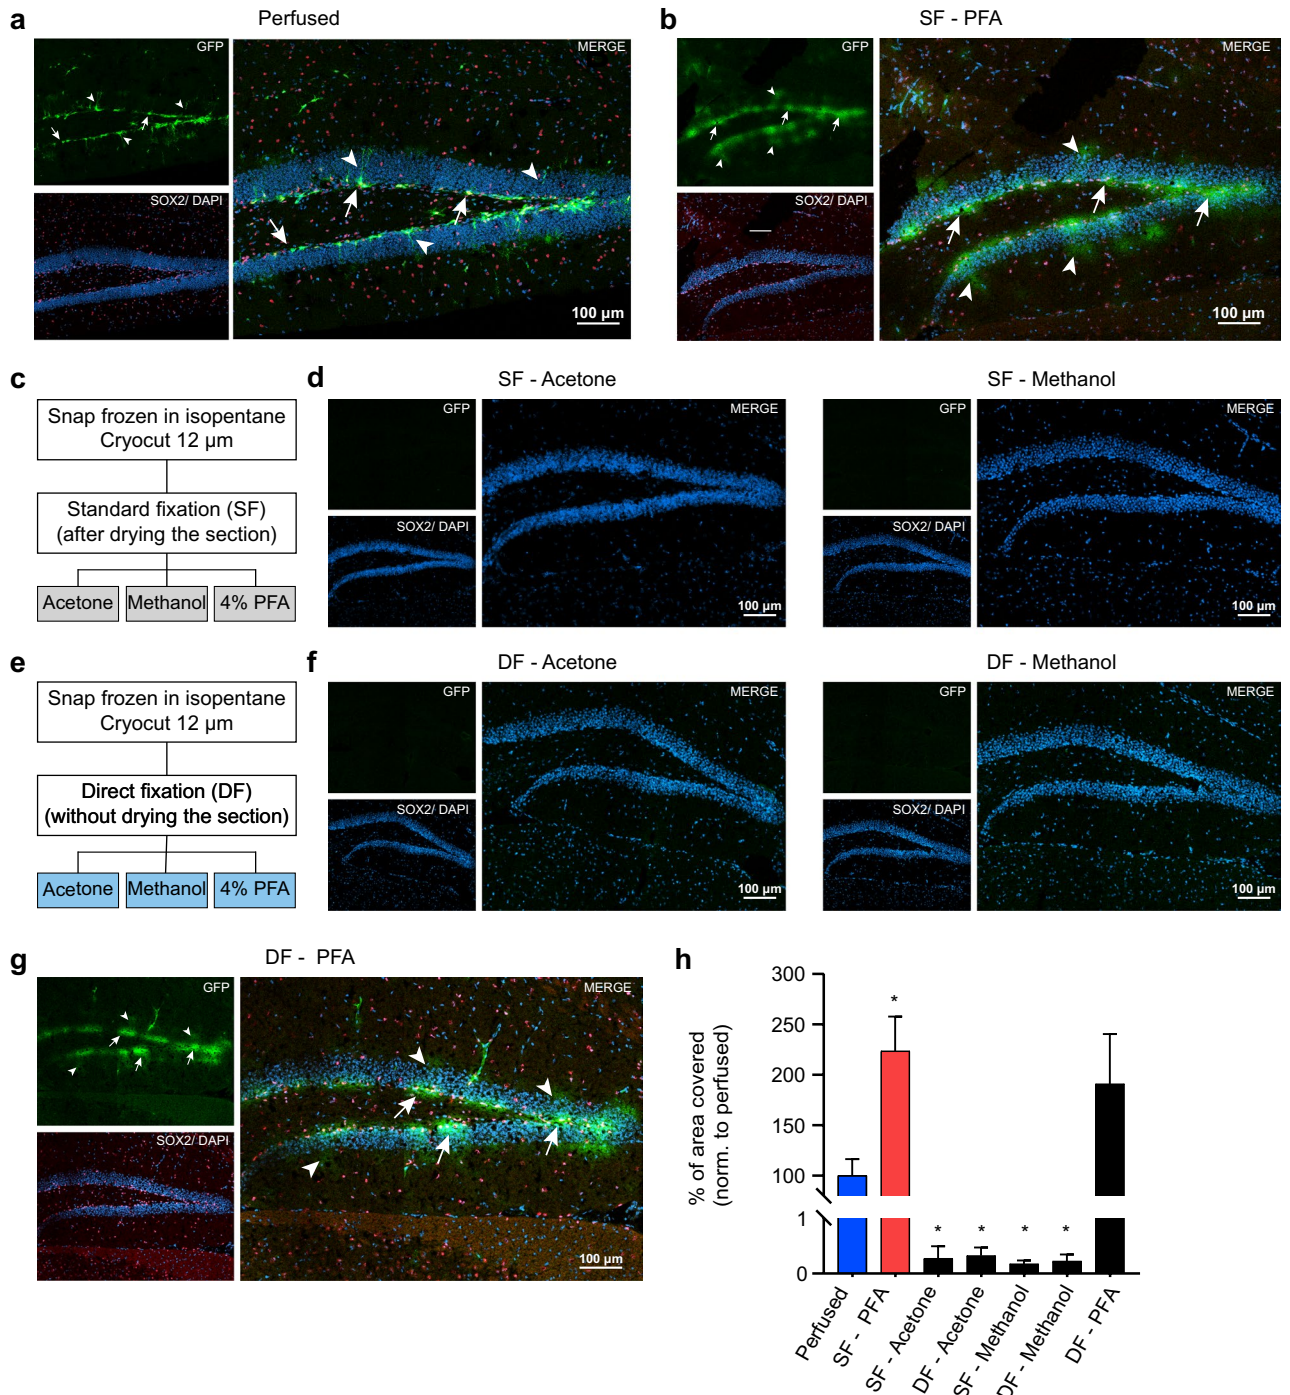 a
Perfused
GFP
MERGE
SOX2/ DAPI
100 µm
b
SF - PFA
GFP
MERGE
SOX2/ DAPI
100 µm
c
Snap frozen in isopentane
Cryocut 12 µm
Standard fixation (SF)
(after drying the section)
Acetone
Methanol
4% PFA
d
SF - Acetone
GFP
MERGE
SOX2/ DAPI
100 µm
SF - Methanol
GFP
MERGE
SOX2/ DAPI
100 µm
e
Snap frozen in isopentane
Cryocut 12 µm
Direct fixation (DF)
(without drying the section)
Acetone
Methanol
4% PFA
f
DF - Acetone
GFP
MERGE
SOX2/ DAPI
100 µm
DF - Methanol
GFP
MERGE
SOX2/ DAPI
100 µm
g
DF - PFA
GFP
MERGE
SOX2/ DAPI
100 µm
h
% of area covered
(norm. to perfused)
300
250
200
150
100
1
0
*
*
*
*
*
Perfused
SF - PFA
SF - Acetone
DF - Acetone
SF - Methanol
DF - Methanol
DF - PFA